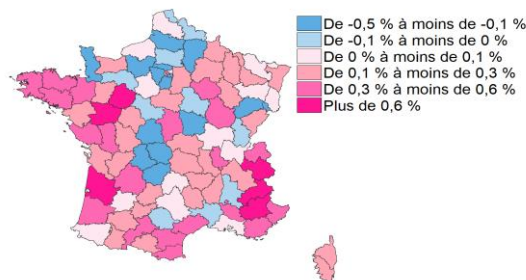 De -0,5 % à moins de -0,1 %
De -0,1 % à moins de 0 %
De 0 % à moins de 0,1 %
De 0,1 % à moins de 0,3 %
De 0,3 % à moins de 0,6 %
Plus de 0,6 %